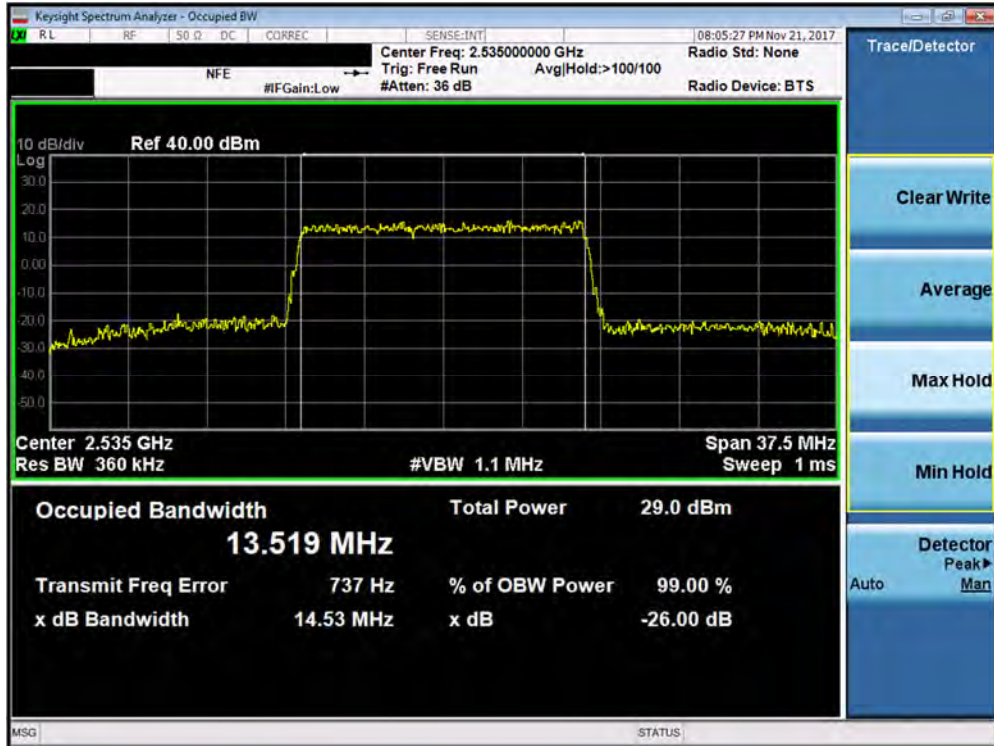 Keysight Spectrum Analyzer - Occupied BW
LXI RL RF 50 Ω DC CORREC SENSE:INT 08:05:27 PM Nov 21, 2017
Center Freq: 2.535000000 GHz Radio Std: None
NFE Trig: Free Run Avg|Hold:>100/100
#IFGain:Low #Atten: 36 dB Radio Device: BTS
Trace/Detector
10 dB/div Ref 40.00 dBm
Log
30.0
20.0
10.0
0.00
-10.0
-20.0
-30.0
-40.0
-50.0
Center 2.535 GHz Span 37.5 MHz
Res BW 360 kHz #VBW 1.1 MHz Sweep 1 ms
Occupied Bandwidth Total Power 29.0 dBm
13.519 MHz
Transmit Freq Error 737 Hz % of OBW Power 99.00 %
x dB Bandwidth 14.53 MHz x dB -26.00 dB
Clear Write
Average
Max Hold
Min Hold
Detector
Peak▶
Auto Man
MSG STATUS